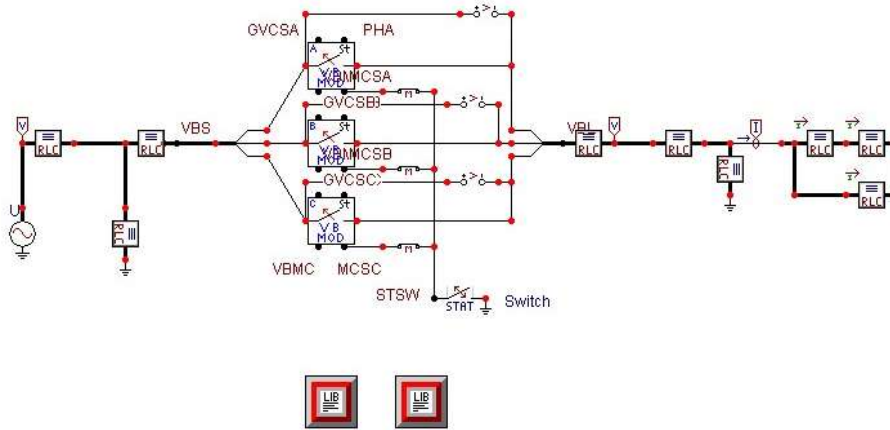 GVCSA PHA
A St
VBMCSA
MOD
M
GVCSB
V V
B St
VBS VBL
RLC RLC RLC RLC I RLC RLC
VBMCSB
MOD
M
RLC
GVCSC
RLC
U
C St
RLC
VB
MOD
M
VBMC MCSC
STSW
STAT
Switch
LIB LIB